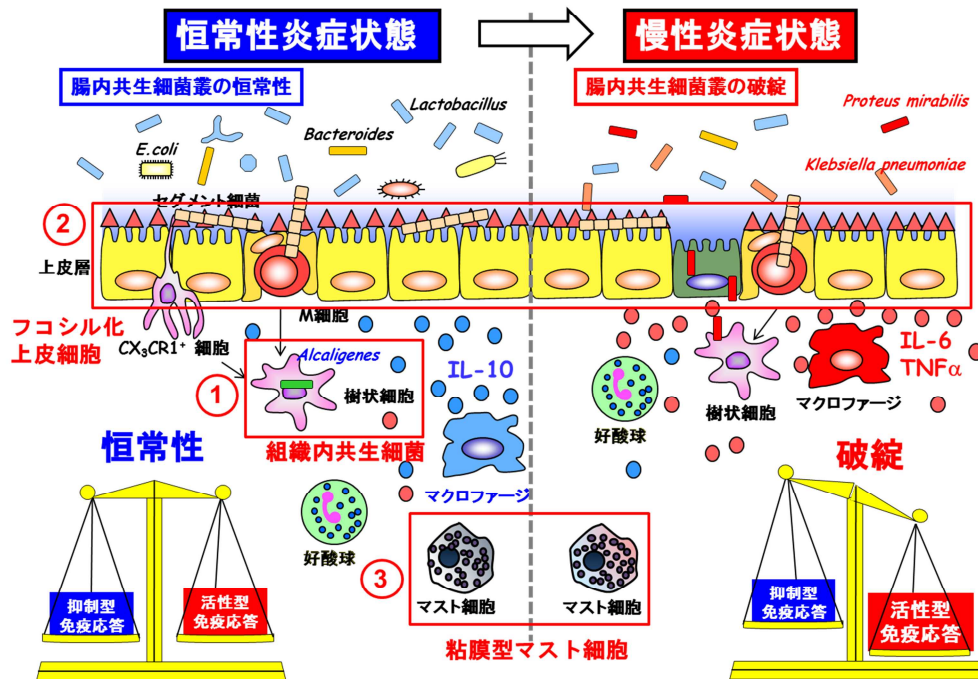 恒常性炎症状態
慢性炎症状態
腸内共生細菌叢の恒常性
腸内共生細菌叢の破綻
Lactobacillus
Proteus mirabilis
E.coli
Bacteroides
Klebsiella pneumoniae
セグメント細菌
②
上皮層
M細胞
フコシル化
上皮細胞
CX₃CR1⁺ 細胞
Alcaligenes
IL-10
IL-6
TNFα
①
樹状細胞
樹状細胞
マクロファージ
好酸球
組織内共生細菌
恒常性
破綻
マクロファージ
好酸球
③
マスト細胞
マスト細胞
抑制型
免疫応答
活性型
免疫応答
抑制型
免疫応答
活性型
免疫応答
粘膜型マスト細胞